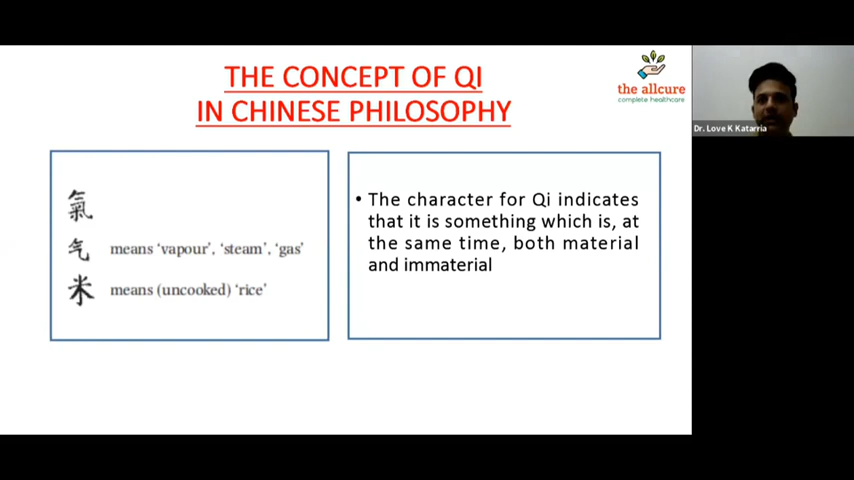 THE CONCEPT OF QI
IN CHINESE PHILOSOPHY
the allcure
complete healthcare
Dr. Love K Katarria
氣
气 means ‘vapour’, ‘steam’, ‘gas’
米 means (uncooked) ‘rice’
• The character for Qi indicates
that it is something which is, at
the same time, both material
and immaterial